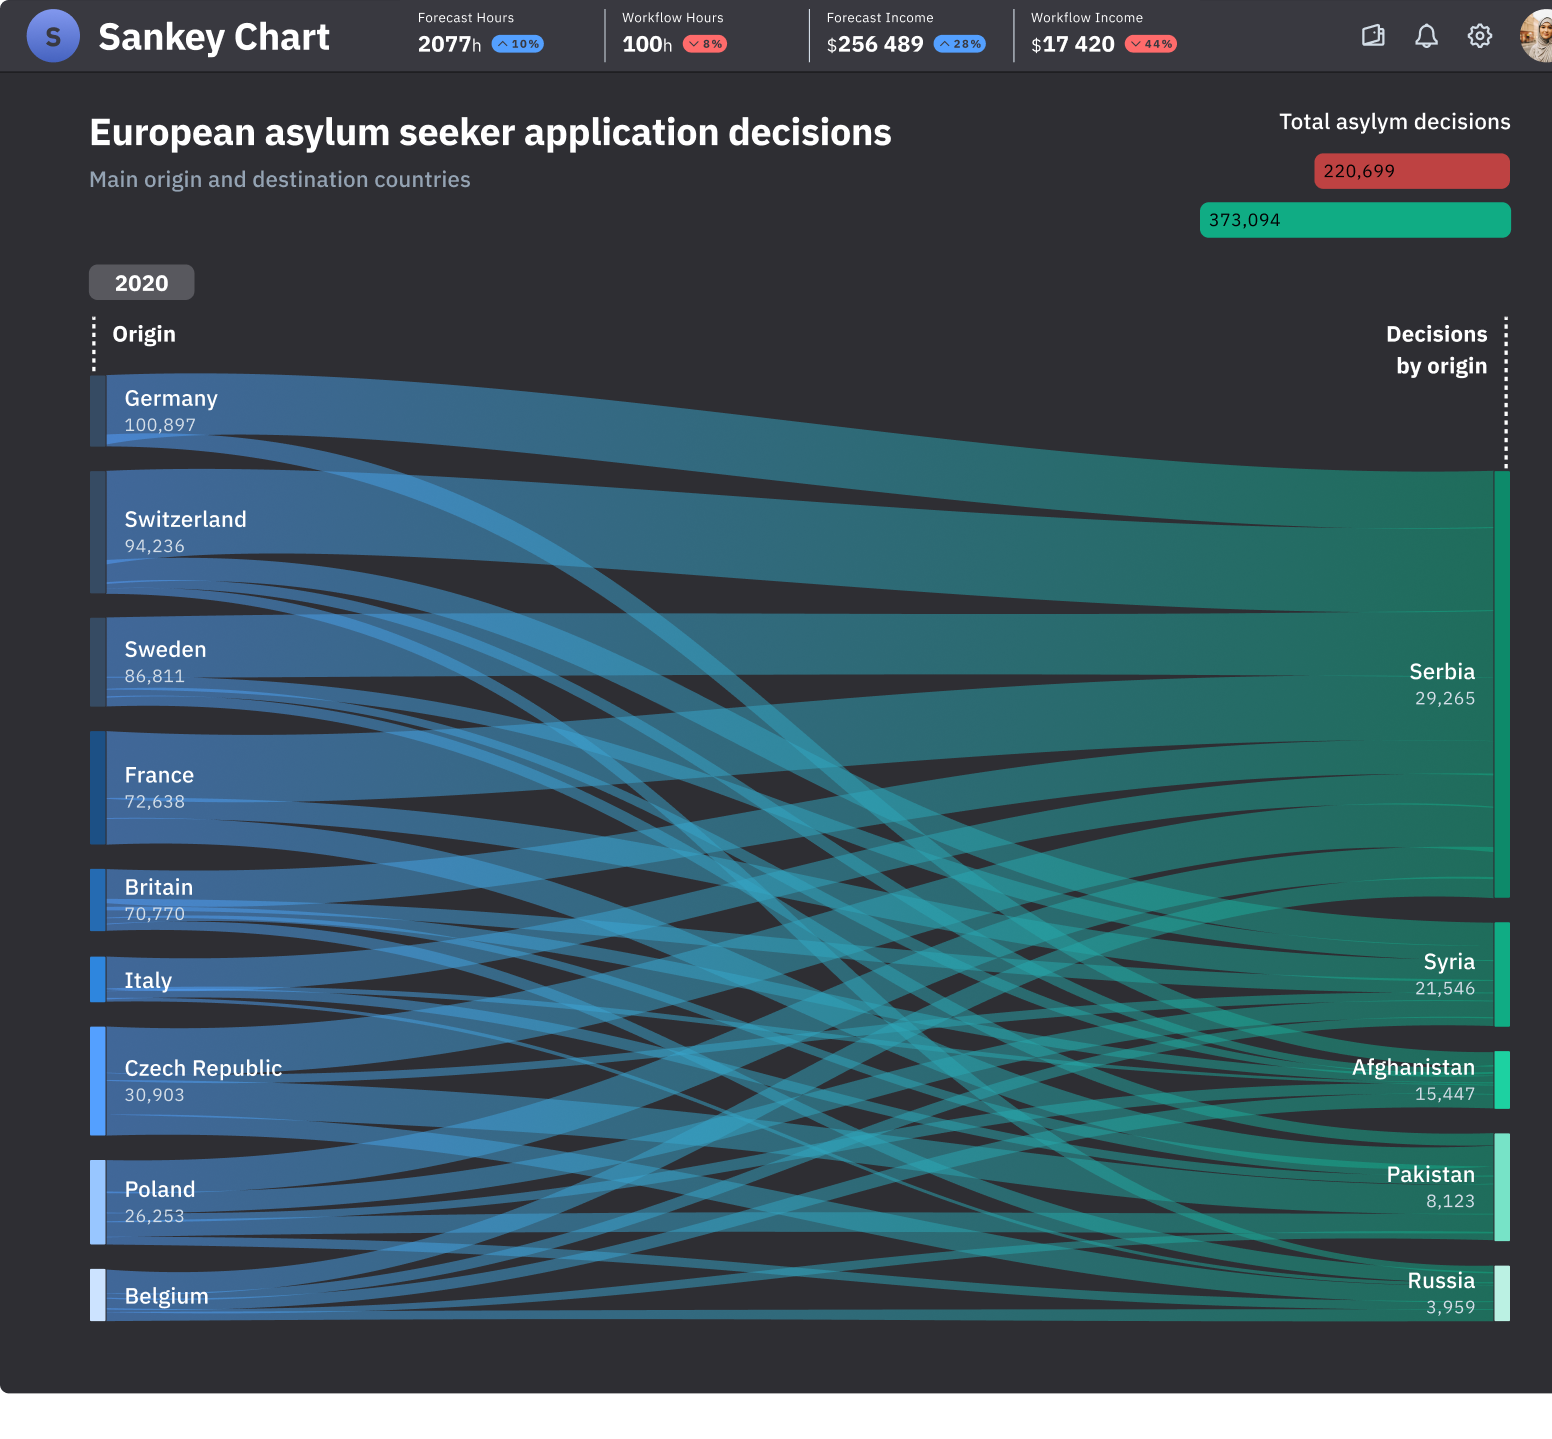 S
Sankey Chart
Forecast Hours
2077h 10%
Workflow Hours
100h 8%
Forecast Income
$256 489 28%
Workflow Income
$17 420 44%
European asylum seeker application decisions
Main origin and destination countries
Total asylym decisions
220,699
373,094
2020
Origin
Decisions
by origin
Germany
100,897
Switzerland
94,236
Sweden
86,811
France
72,638
Britain
70,770
Italy
Czech Republic
30,903
Poland
26,253
Belgium
Serbia
29,265
Syria
21,546
Afghanistan
15,447
Pakistan
8,123
Russia
3,959